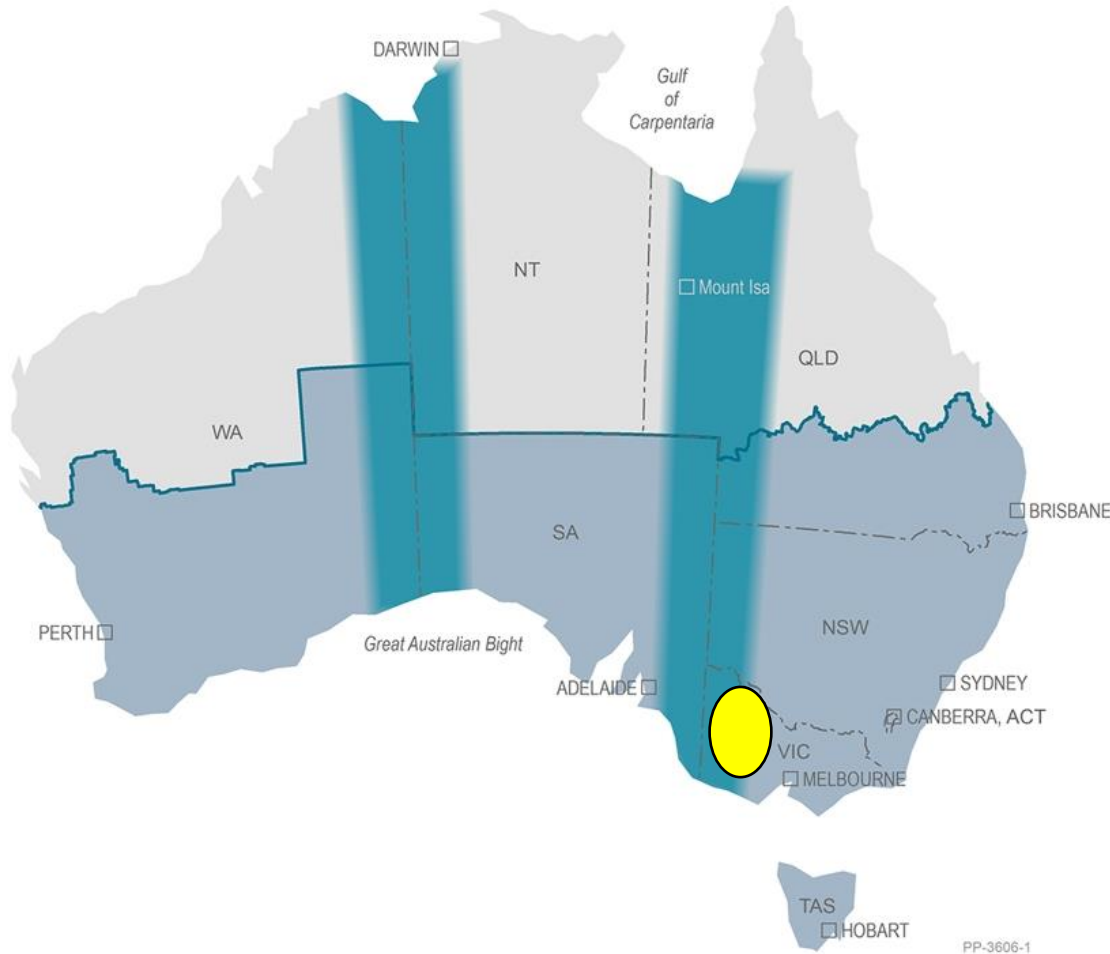 DARWIN
Gulf
of
Carpentaria
NT
Mount Isa
QLD
WA
BRISBANE
SA
PERTH
Great Australian Bight
NSW
ADELAIDE
SYDNEY
CANBERRA, ACT
VIC
MELBOURNE
TAS
HOBART
PP-3606-1